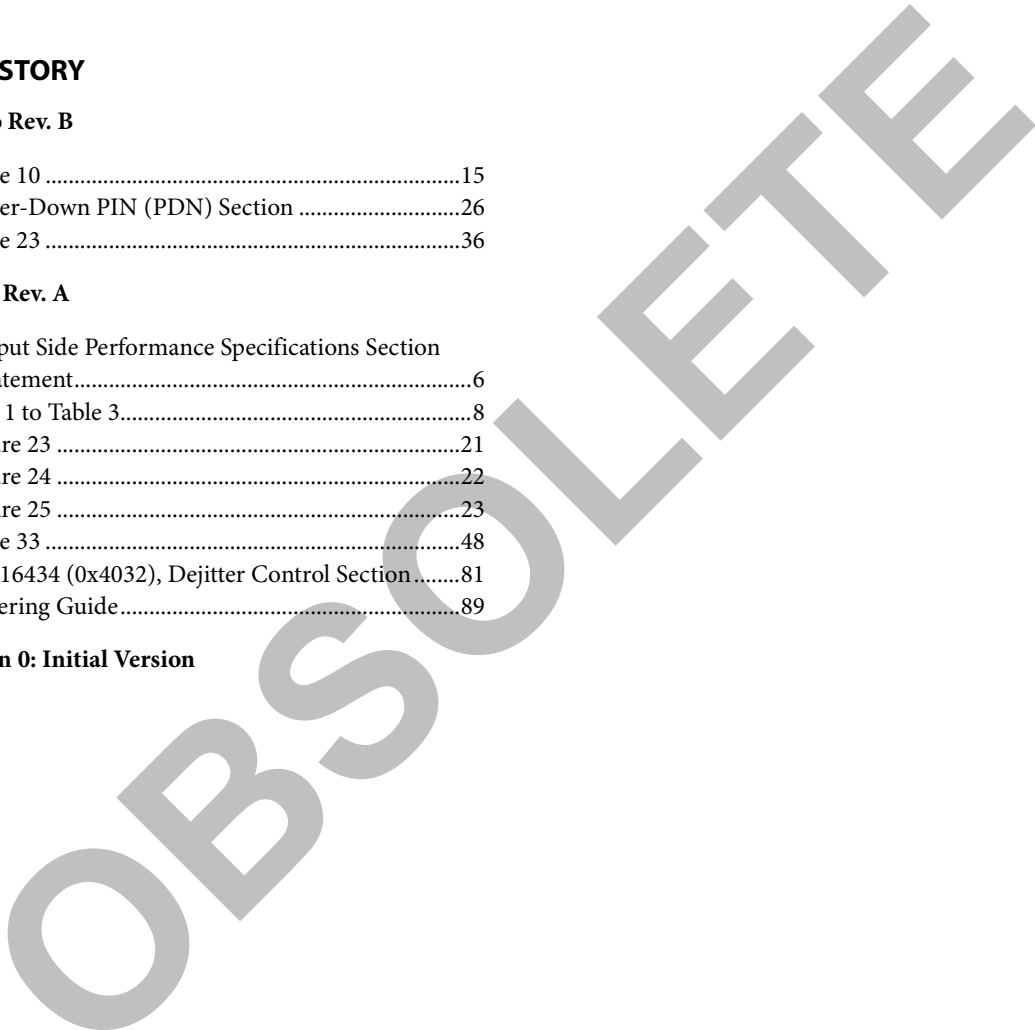 STORY
o Rev. B
e 10 ........................................................................................15
er-Down PIN (PDN) Section ..................................26
e 23 ........................................................................................36
Rev. A
put Side Performance Specifications Section
atement....................................................................................6
1 to Table 3..........................................................................8
re 23 ......................................................................................21
re 24 ......................................................................................22
re 25 ......................................................................................23
e 33 ........................................................................................48
16434 (0x4032), Dejitter Control Section........81
ering Guide........................................................................89
n 0: Initial Version
OBSOLETE